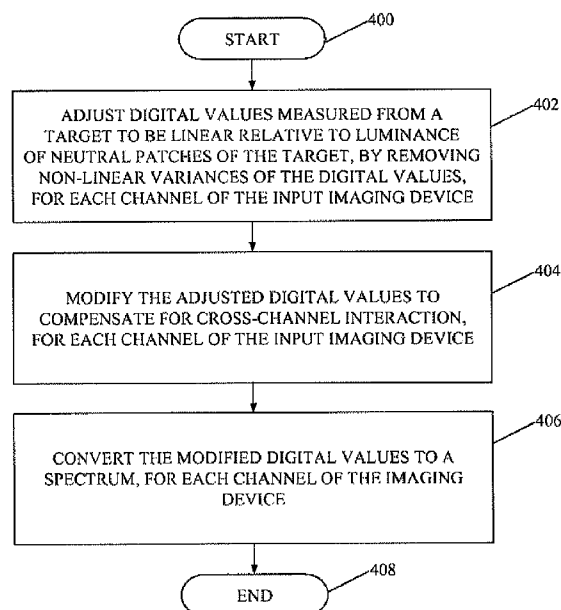 START
400
ADJUST DIGITAL VALUES MEASURED FROM A
TARGET TO BE LINEAR RELATIVE TO LUMINANCE
OF NEUTRAL PATCHES OF THE TARGET, BY REMOVING
NON-LINEAR VARIANCES OF THE DIGITAL VALUES,
FOR EACH CHANNEL OF THE INPUT IMAGING DEVICE
402
MODIFY THE ADJUSTED DIGITAL VALUES TO
COMPENSATE FOR CROSS-CHANNEL INTERACTION,
FOR EACH CHANNEL OF THE INPUT IMAGING DEVICE
404
CONVERT THE MODIFIED DIGITAL VALUES TO A
SPECTRUM, FOR EACH CHANNEL OF THE IMAGING
DEVICE
406
END
408